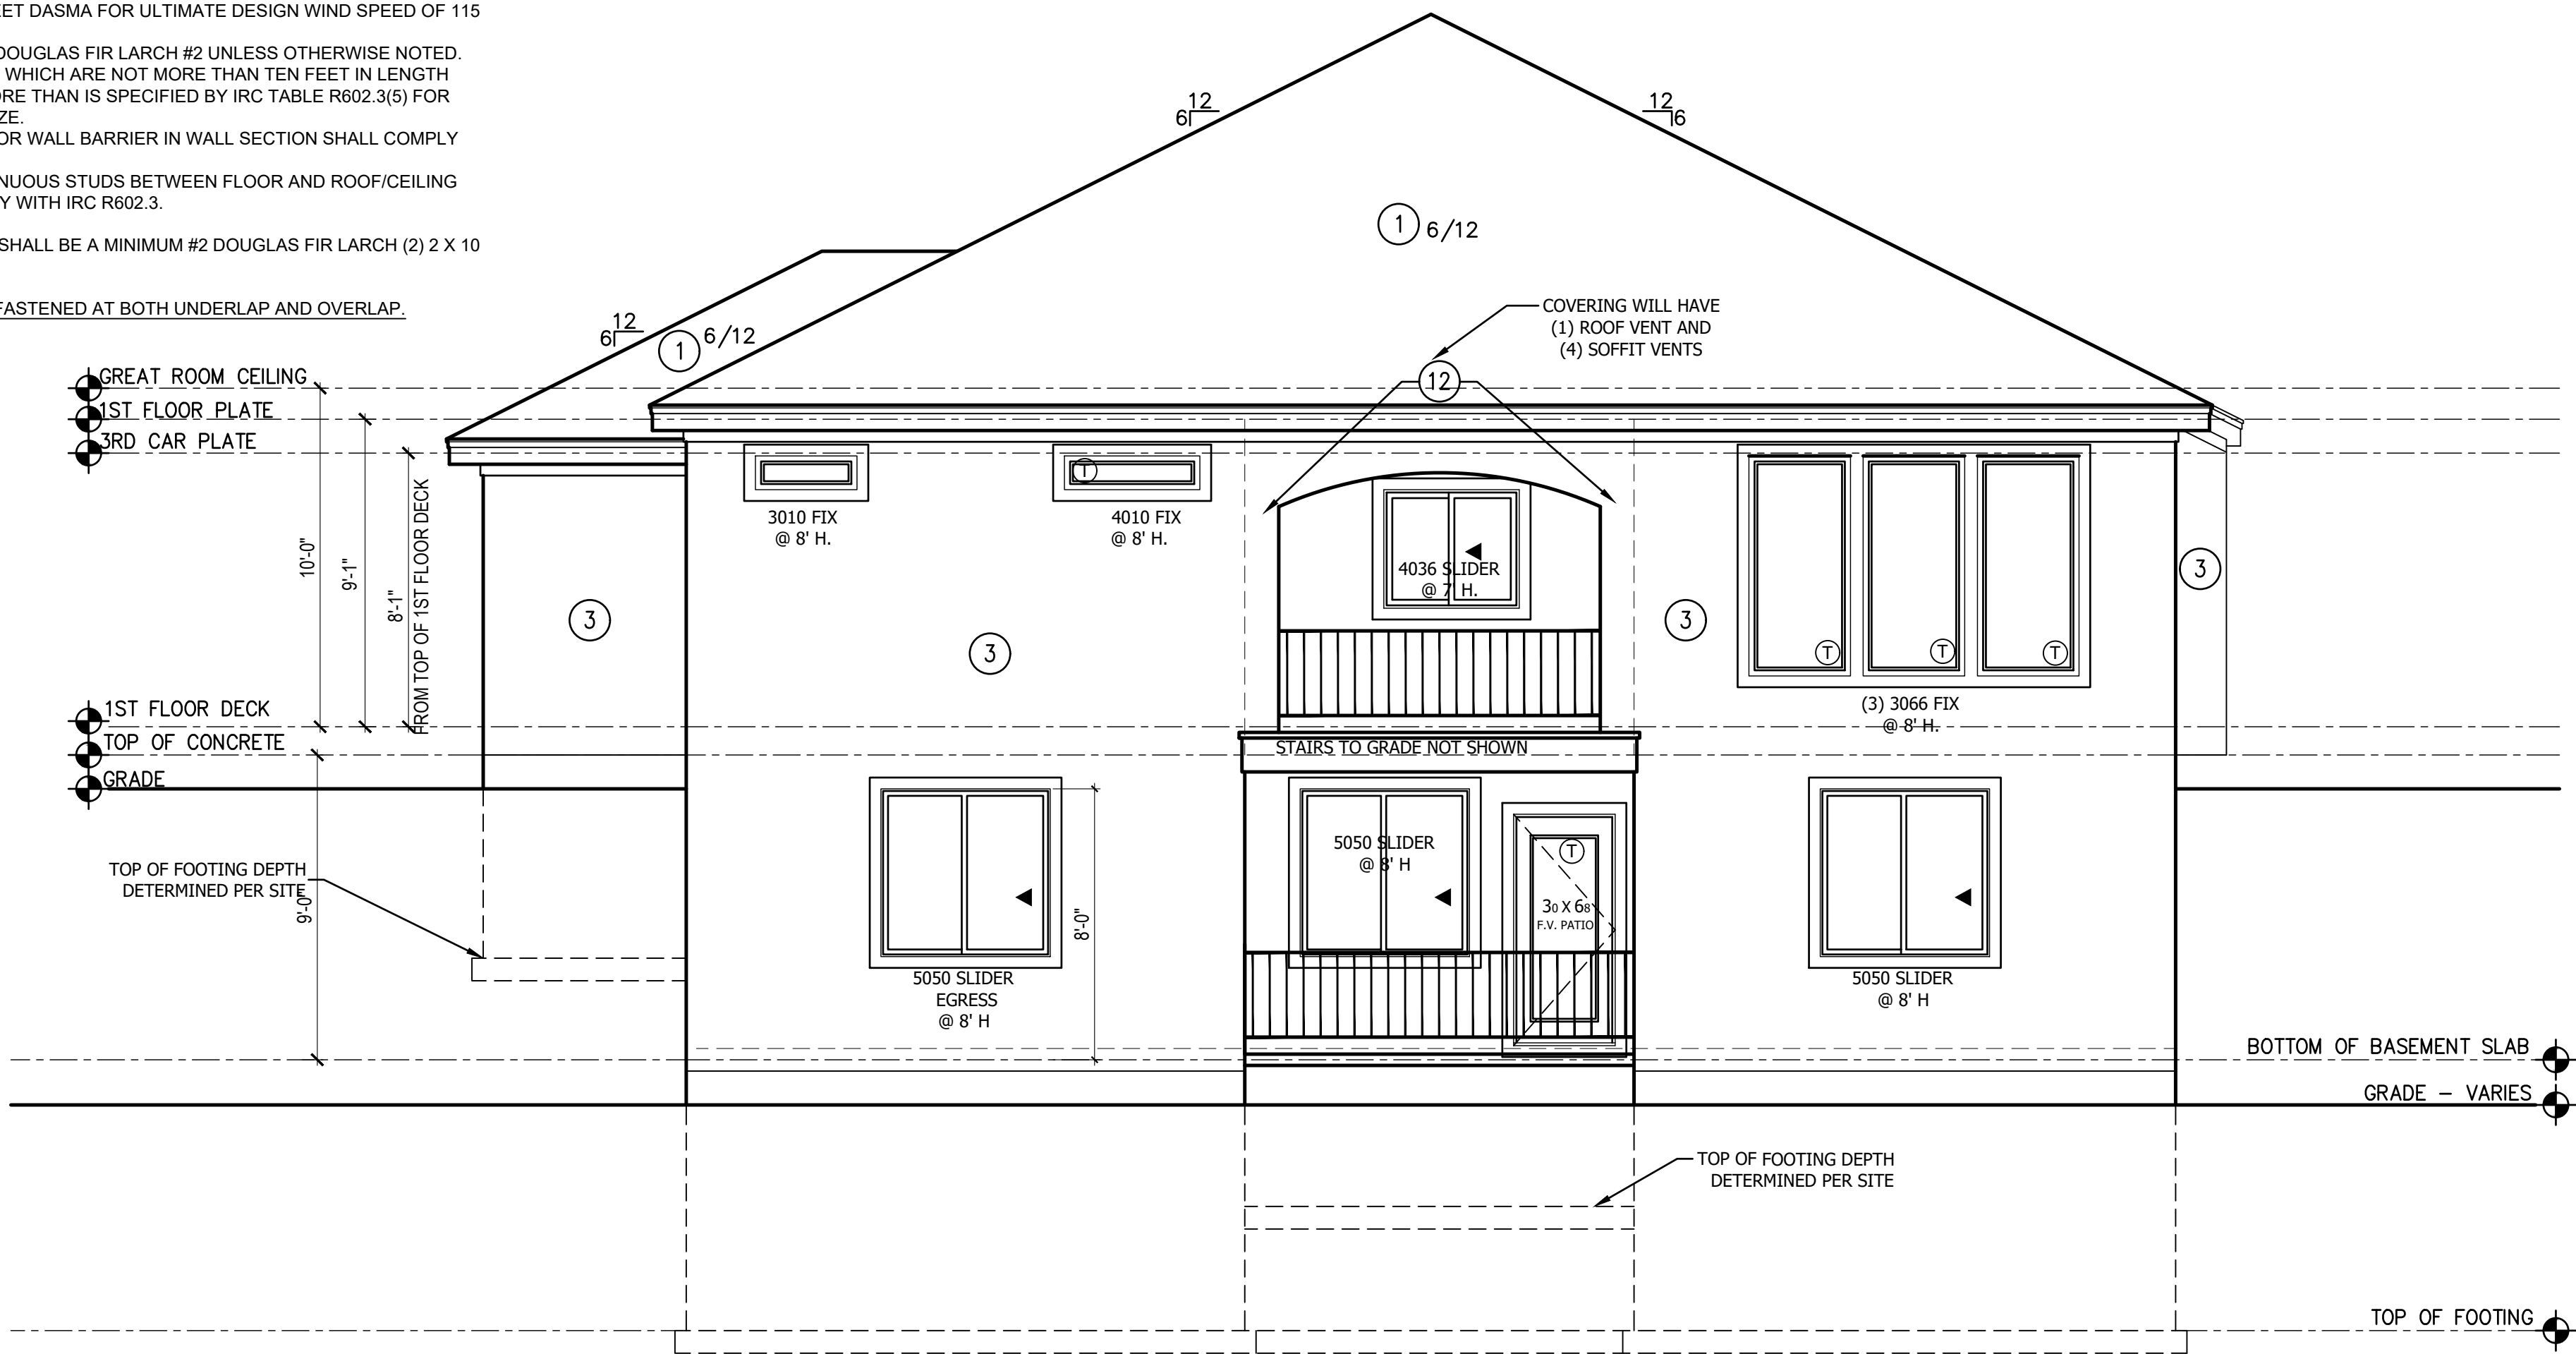 EET DASMA FOR ULTIMATE DESIGN WIND SPEED OF 115
DOUGLAS FIR LARCH #2 UNLESS OTHERWISE NOTED.
WHICH ARE NOT MORE THAN TEN FEET IN LENGTH
ORE THAN IS SPECIFIED BY IRC TABLE R602.3(5) FOR
ZE.
OR WALL BARRIER IN WALL SECTION SHALL COMPLY
NUOUS STUDS BETWEEN FLOOR AND ROOF/CEILING
Y WITH IRC R602.3.
SHALL BE A MINIMUM #2 DOUGLAS FIR LARCH (2) 2 X 10
FASTENED AT BOTH UNDERLAP AND OVERLAP.
12
6
12
6
1 6/12
12
6
1 6/12
COVERING WILL HAVE
(1) ROOF VENT AND
(4) SOFFIT VENTS
12
GREAT ROOM CEILING
1ST FLOOR PLATE
3RD CAR PLATE
10'-0"
9'-1"
8'-1"
FROM TOP OF 1ST FLOOR DECK
3010 FIX
@ 8' H.
T
4010 FIX
@ 8' H.
4036 SLIDER
@ 7' H.
3
3
3
3
T
T
T
(3) 3066 FIX
@ 8' H.
1ST FLOOR DECK
TOP OF CONCRETE
GRADE
STAIRS TO GRADE NOT SHOWN
TOP OF FOOTING DEPTH
DETERMINED PER SITE
9'-0"
8'-0"
5050 SLIDER
EGRESS
@ 8' H
5050 SLIDER
@ 8' H
T
30 X 68
F.V. PATIO
5050 SLIDER
@ 8' H
BOTTOM OF BASEMENT SLAB
GRADE - VARIES
TOP OF FOOTING DEPTH
DETERMINED PER SITE
TOP OF FOOTING